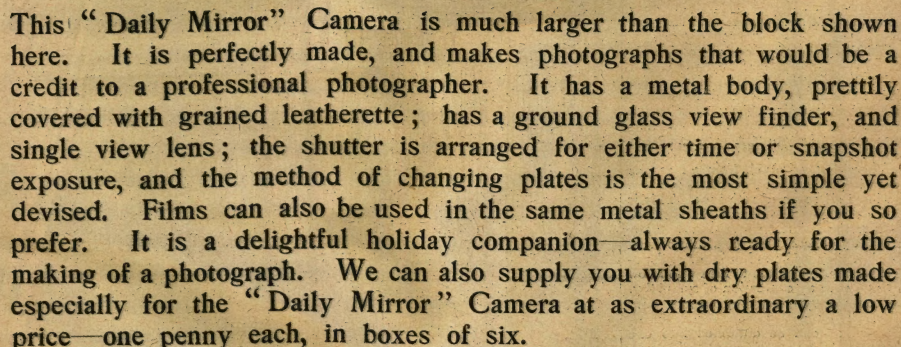 This “Daily Mirror” Camera is much larger than the block shown
here. It is perfectly made, and makes photographs that would be a
credit to a professional photographer. It has a metal body, prettily
covered with grained leatherette; has a ground glass view finder, and
single view lens; the shutter is arranged for either time or snapshot
exposure, and the method of changing plates is the most simple yet
devised. Films can also be used in the same metal sheaths if you so
prefer. It is a delightful holiday companion—always ready for the
making of a photograph. We can also supply you with dry plates made
especially for the “Daily Mirror” Camera at as extraordinary a low
price—one penny each, in boxes of six.